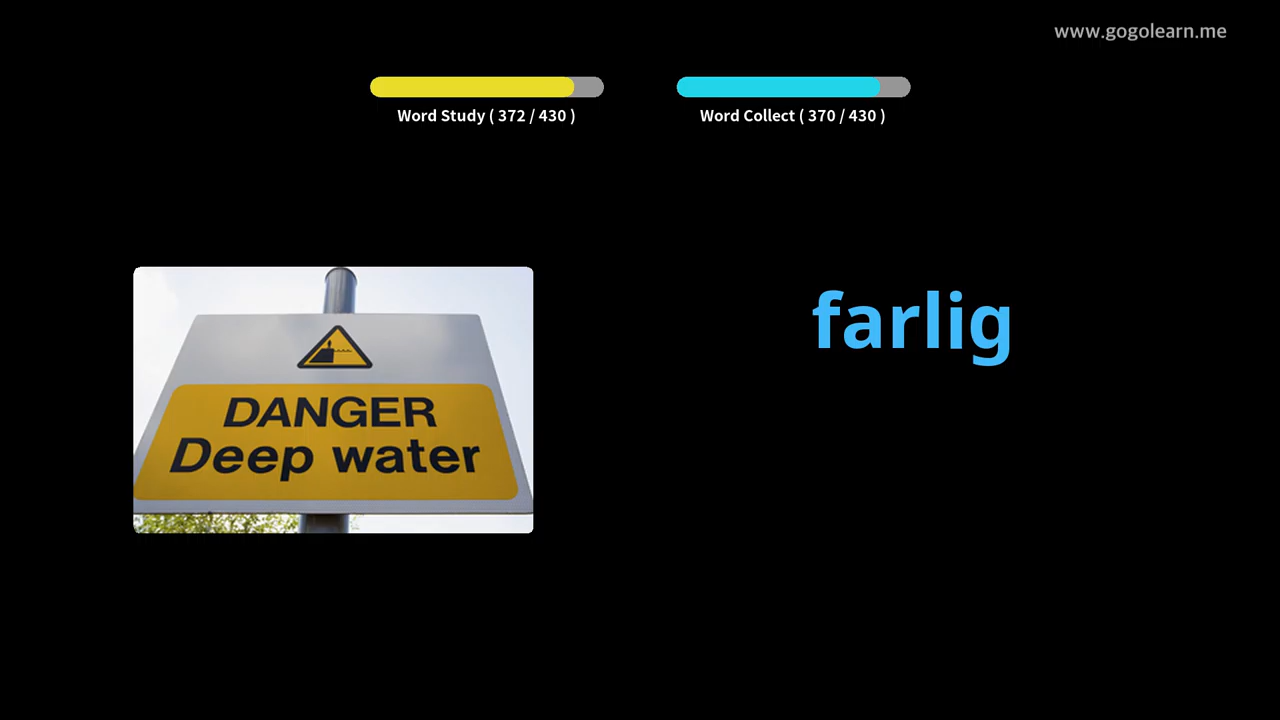 www.gogolearn.me
Word Study ( 372 / 430 )
Word Collect ( 370 / 430 )
DANGER
Deep water
farlig